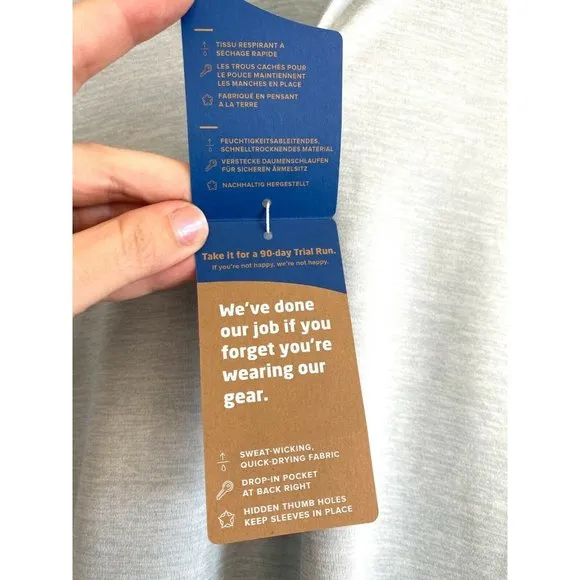 TISSU RESPIRANT A
SECHAGE RAPIDE
LES TROUS CACHÉS POUR
LE POUCE MAINTIENNENT
LES MANCHES EN PLACE
FABRIQUÉ EN PENSANT
A LA TERRE
FEUCHTIGKEITSABLEITENDES,
SCHNELLTROCKNENDES MATERIAL
VERSTECKE DAUMENSCHLAUFEN
FÜR SICHEREN ÄRMELSITZ
NACHHALTIG HERGESTELLT
Take it for a 90-day Trial Run.
If you're not happy, we're not happy.
We've done
our job if you
forget you're
wearing our
gear.
SWEAT-WICKING,
QUICK-DRYING FABRIC
DROP-IN POCKET
AT BACK RIGHT
HIDDEN THUMB HOLES
KEEP SLEEVES IN PLACE